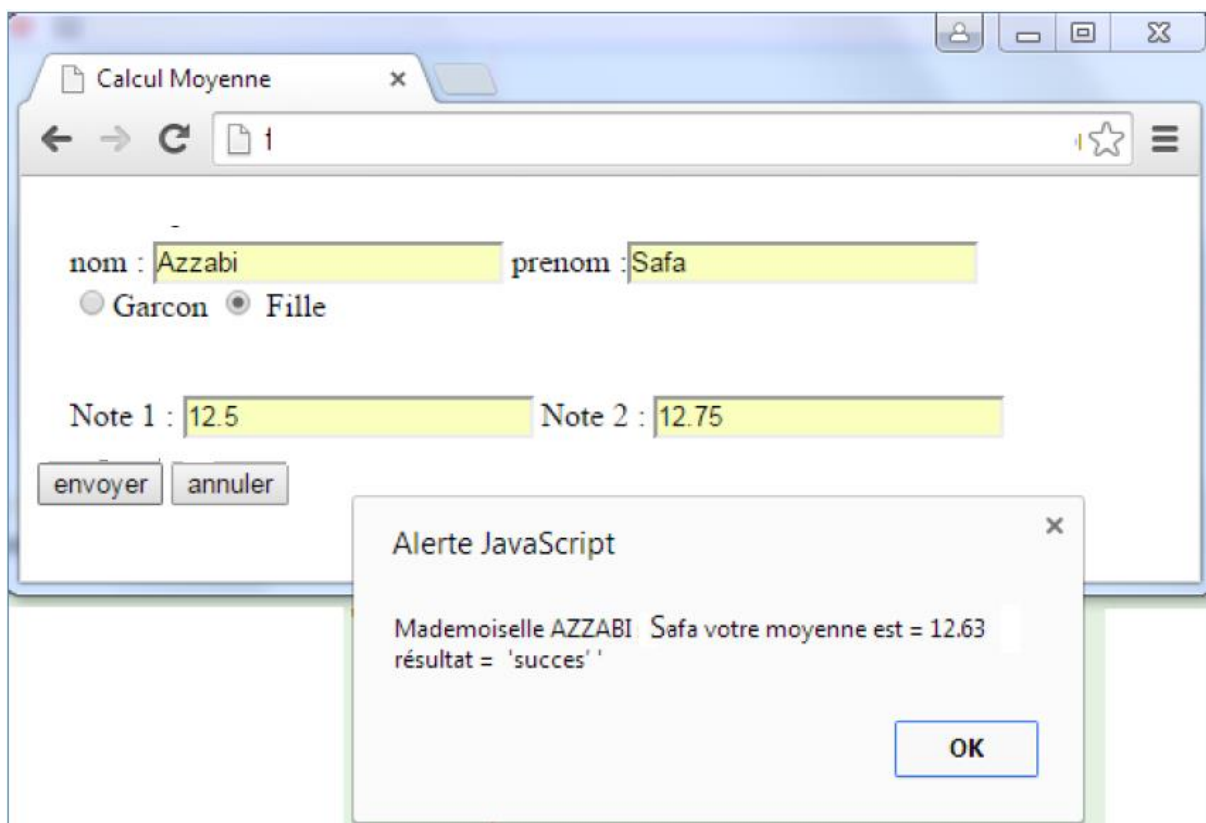 Calcul Moyenne
nom : Azzabi prenom :Safa
Garcon Fille
Note 1 : 12.5 Note 2 : 12.75
envoyer annuler
Alerte JavaScript
Mademoiselle AZZABI Safa votre moyenne est = 12.63
résultat = 'succes' '
OK